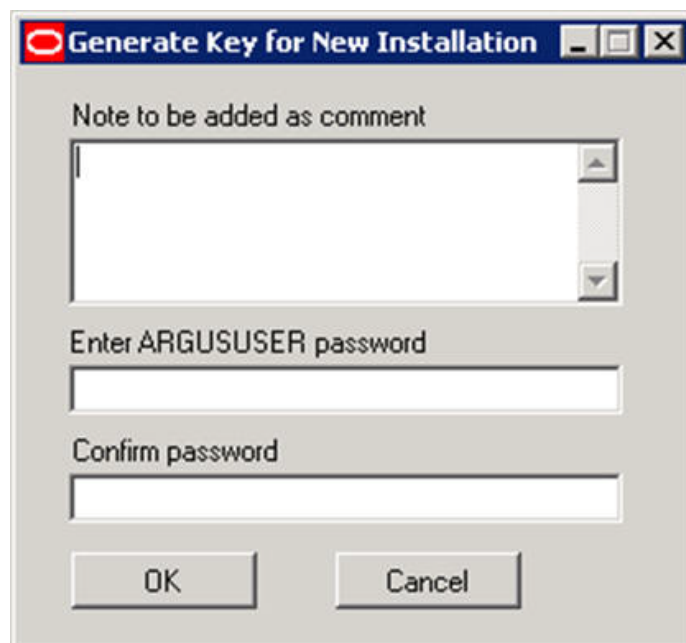 Generate Key for New Installation
Note to be added as comment
Enter ARGUSUSER password
Confirm password
OK Cancel